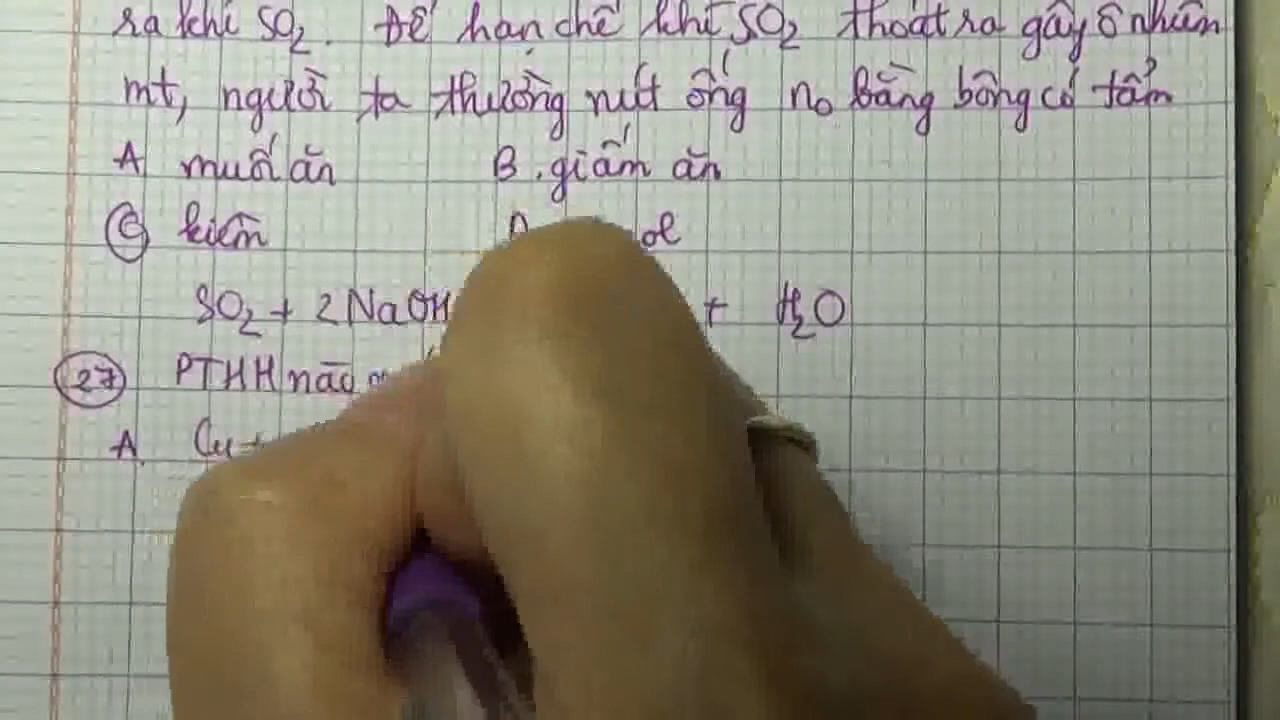 ra khí SO2. Để hạn chế khí SO2 thoát ra gây ô nhiễm
mt, người ta thường nút ống no bằng bông có tẩm
A muối ăn B. giấm ăn
C kiềm
SO2 + 2NaOH + H2O
27 PTHH nào
A. Cu +